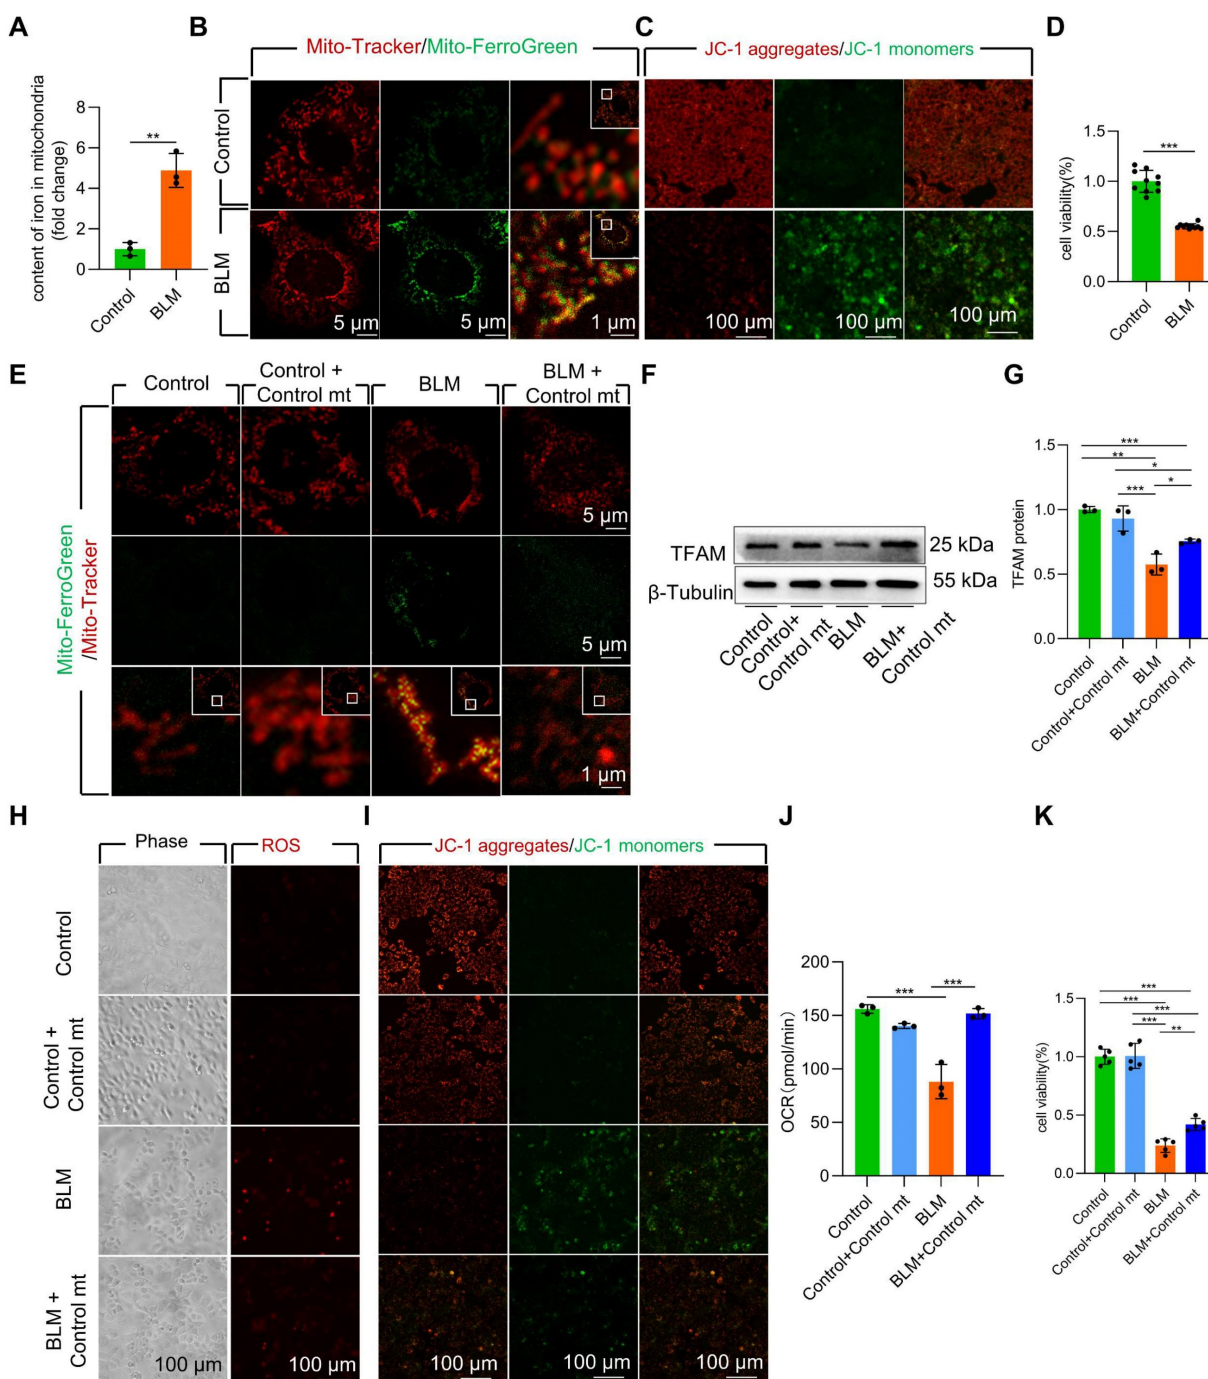 A
B
C
D
Mito-Tracker/Mito-FerroGreen
JC-1 aggregates/JC-1 monomers
content of iron in mitochondria
(fold change)
8
6
4
2
0
**
Control
BLM
Control
BLM
5 µm
5 µm
1 µm
100 µm
100 µm
100 µm
cell viability(%)
1.5
1.0
0.5
0.0
***
Control
BLM
E
F
G
Control
Control +
Control mt
BLM
BLM +
Control mt
Mito-FerroGreen
/Mito-Tracker
5 µm
5 µm
1 µm
TFAM
25 kDa
β-Tubulin
55 kDa
Control
Control+
Control mt
BLM
BLM+
Control mt
TFAM protein
1.5
1.0
0.5
0.0
***
**
*
***
*
Control
Control+Control mt
BLM
BLM+Control mt
H
I
J
K
Phase
ROS
JC-1 aggregates/JC-1 monomers
Control
Control +
Control mt
BLM
BLM +
Control mt
100 µm
100 µm
100 µm
100 µm
100 µm
OCR (pmol/min)
200
150
100
50
0
***
***
Control
Control+Control mt
BLM
BLM+Control mt
cell viability(%)
1.5
1.0
0.5
0.0
***
***
***
***
**
Control
Control+Control mt
BLM
BLM+Control mt